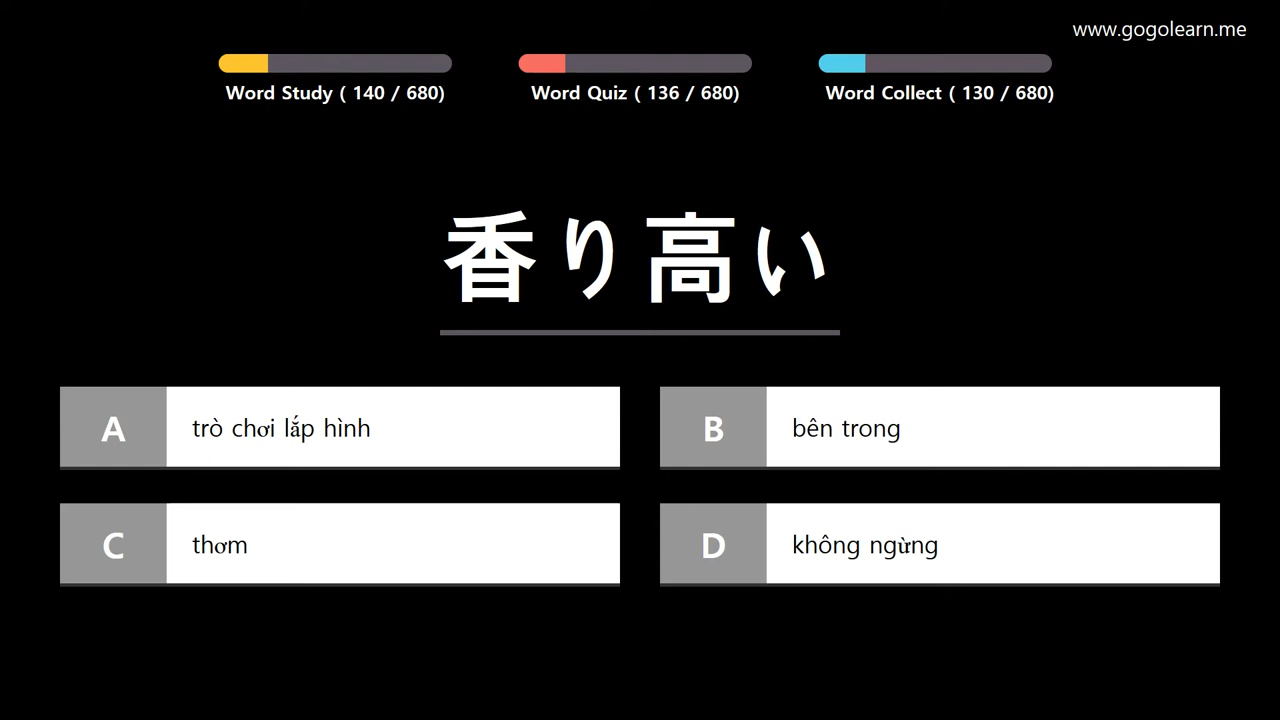 www.gogolearn.me
Word Study ( 140 / 680)
Word Quiz ( 136 / 680)
Word Collect ( 130 / 680)
香り高い
A
trò chơi lắp hình
B
bên trong
C
thơm
D
không ngừng